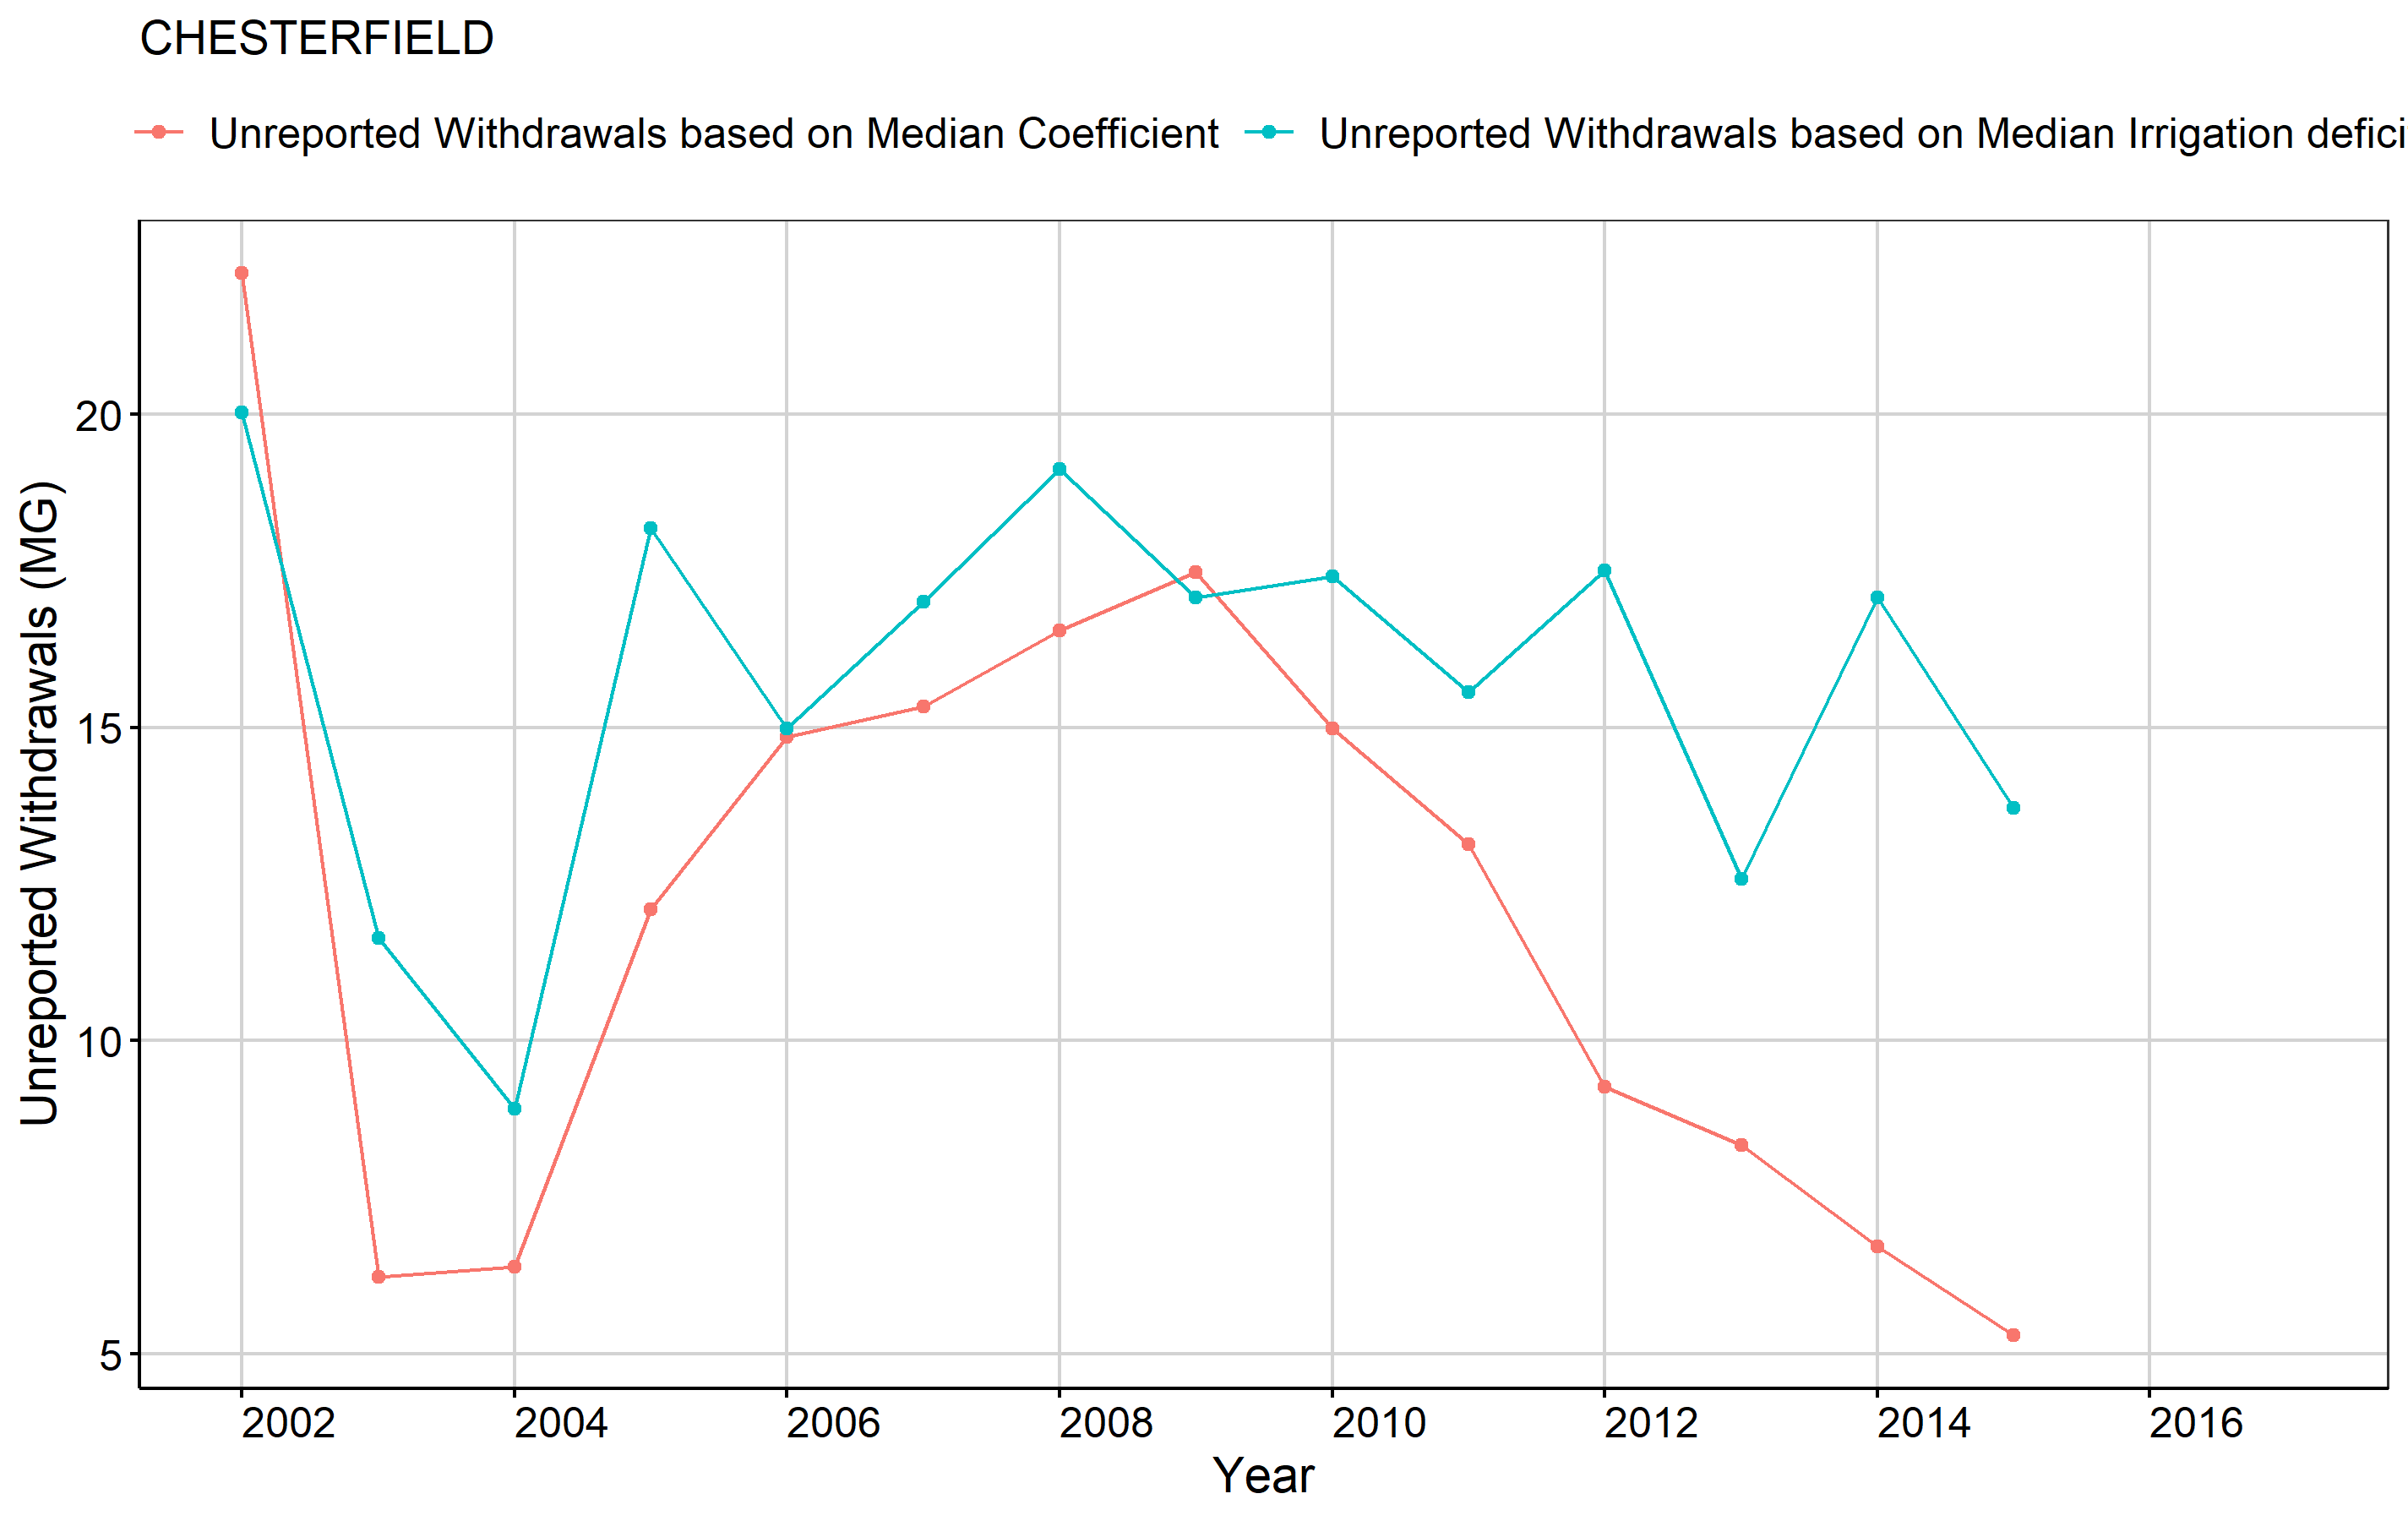 CHESTERFIELD
Unreported Withdrawals based on Median Coefficient Unreported Withdrawals based on Median Irrigation defici
20
15
10
5
Unreported Withdrawals (MG)
2002 2004 2006 2008 2010 2012 2014 2016
Year